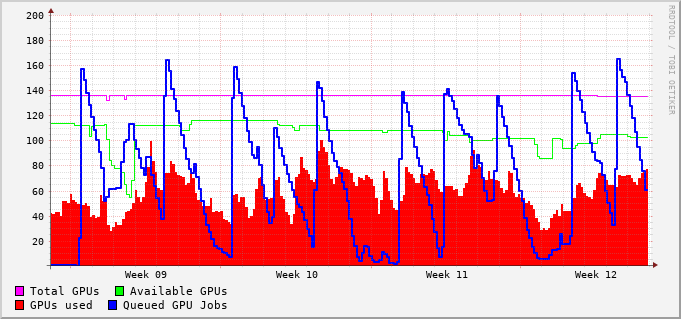 200
180
160
140
120
100
80
60
40
20
Week 09 Week 10 Week 11 Week 12
Total GPUs Available GPUs
GPUs used Queued GPU Jobs
RRDTOOL / TOBI OETIKER